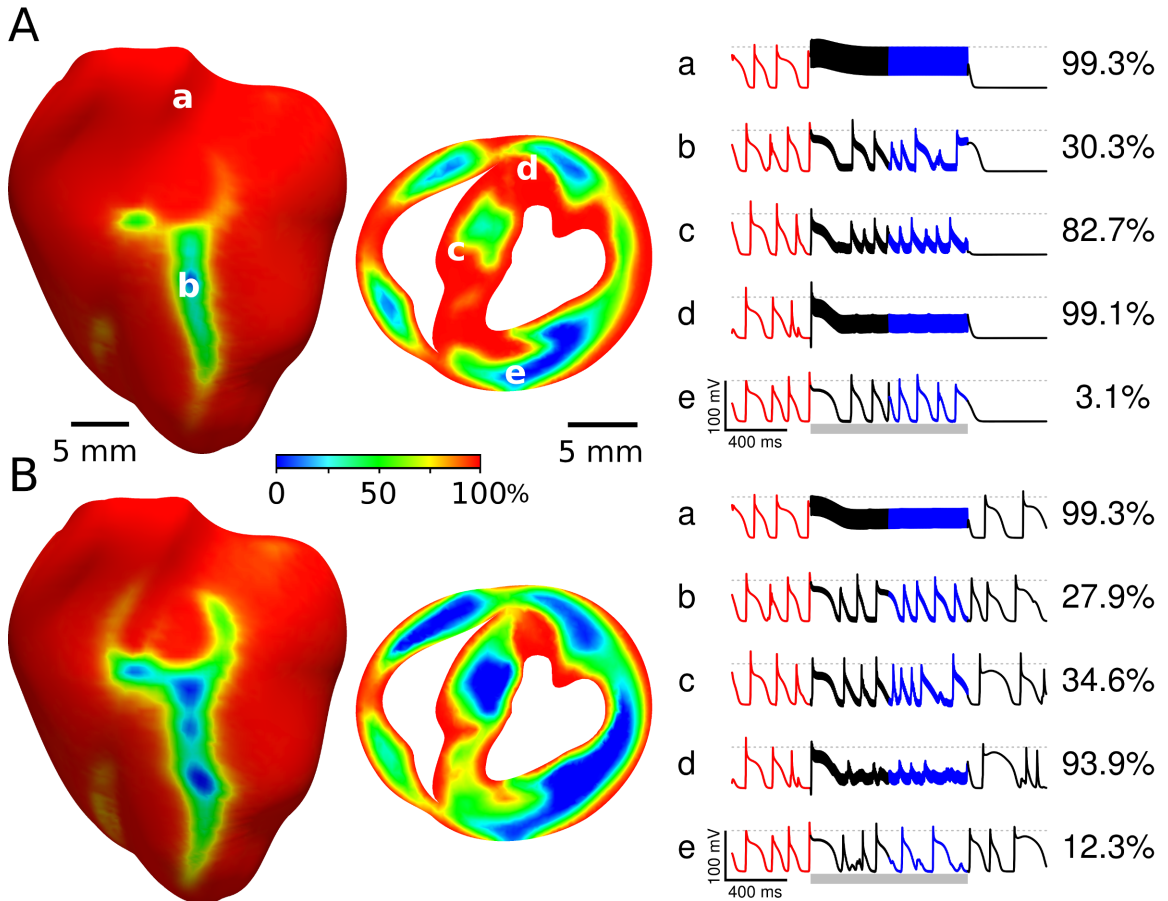 A
a
b
c
d
e
5 mm
5 mm
a 99.3%
b 30.3%
c 82.7%
d 99.1%
e 3.1%
100 mV
400 ms
0 50 100%
B
a 99.3%
b 27.9%
c 34.6%
d 93.9%
e 12.3%
100 mV
400 ms